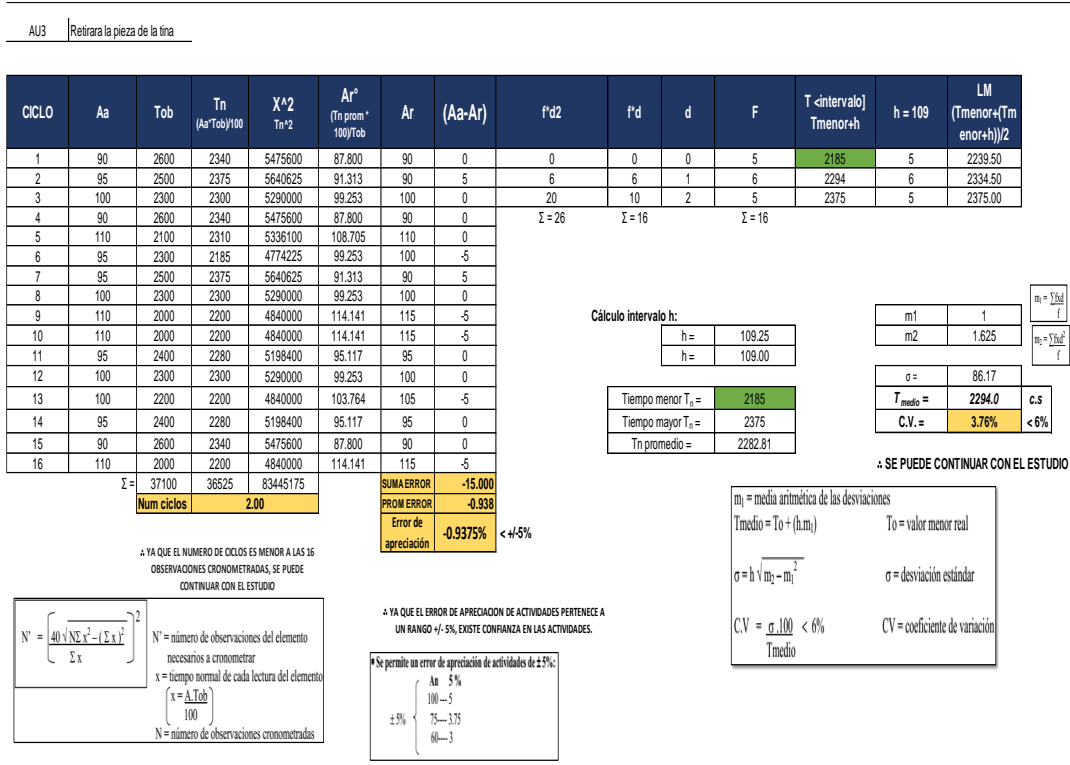 AU3 Retirara la pieza de la tina
CICLO Aa Tob Tn (Aa*Tob)/100 X^2 Tn^2 Ar° (Tn prom * 100)/Tob Ar (Aa-Ar) f*d2 f*d d F T <intervalo] Tmenor+h h = 109 LM (Tmenor+(Tmenor+h))/2
1 90 2600 2340 5475600 87.800 90 0 0 0 0 5 2185 5 2239.50
2 95 2500 2375 5640625 91.313 90 5 6 6 1 6 2294 6 2334.50
3 100 2300 2300 5290000 99.253 100 0 20 10 2 5 2375 5 2375.00
4 90 2600 2340 5475600 87.800 90 0 Σ = 26 Σ = 16 Σ = 16
5 110 2100 2310 5336100 108.705 110 0
6 95 2300 2185 4774225 99.253 100 -5
7 95 2500 2375 5640625 91.313 90 5
8 100 2300 2300 5290000 99.253 100 0
9 110 2000 2200 4840000 114.141 115 -5
10 110 2000 2200 4840000 114.141 115 -5
11 95 2400 2280 5198400 95.117 95 0
12 100 2300 2300 5290000 99.253 100 0
13 100 2200 2200 4840000 103.764 105 -5
14 95 2400 2280 5198400 95.117 95 0
15 90 2600 2340 5475600 87.800 90 0
16 110 2000 2200 4840000 114.141 115 -5
Σ = 37100 36525 83445175 SUMA ERROR -15.000
Num ciclos 2.00 PROM ERROR -0.938
Error de apreciación -0.9375% < +/-5%
Cálculo intervalo h:
h = 109.25
h = 109.00
Tiempo menor Tn = 2185
Tiempo mayor Tn = 2375
Tn promedio = 2282.81
m1 1 m₁ = ∑fxd
f
m2 1.625 m₂ = ∑fxd²
f
σ = 86.17
T medio = 2294.0 c.s
C.V. = 3.76% < 6%
∴ SE PUEDE CONTINUAR CON EL ESTUDIO
∴ YA QUE EL NUMERO DE CICLOS ES MENOR A LAS 16
OBSERVACIONES CRONOMETRADAS, SE PUEDE
CONTINUAR CON EL ESTUDIO
N' = (40 √ NΣ x² – ( Σ x )²)²
Σ x
N' = número de observaciones del elemento
necesarios a cronometrar
x = tiempo normal de cada lectura del elemento
(x = A.Tob)
100
N = número de observaciones cronometradas
∴ YA QUE EL ERROR DE APRECIACION DE ACTIVIDADES PERTENECE A
UN RANGO +/- 5%, EXISTE CONFIANZA EN LAS ACTIVIDADES.
* Se permite un error de apreciación de actividades de ± 5%:
An 5 %
100 --- 5
± 5% 75---- 3.75
60---- 3
m₁ = media aritmética de las desviaciones
Tmedio = To + (h.m₁) To = valor menor real
σ = h √ m₂ – m₁² σ = desviación estándar
C.V = σ .100 < 6% CV = coeficiente de variación
Tmedio